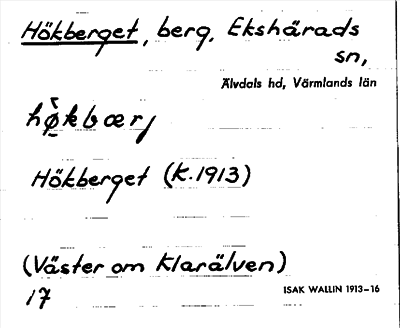 Hökberget, berg, Ekshärads
sn,
Älvdals hd, Värmlands län
hø̀kbærj
Hökberget (K.1913)
(Väster om Klarälven)
17
ISAK WALLIN 1913-16